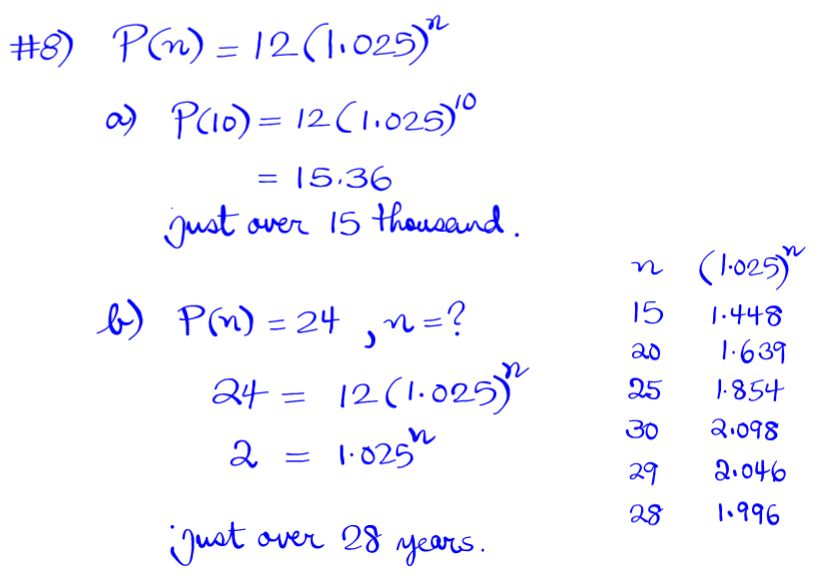 #8) P(n) = 12(1.025)ⁿ
a) P(10) = 12(1.025)¹⁰
= 15.36
just over 15 thousand.
b) P(n) = 24 , n = ?
24 = 12(1.025)ⁿ
2 = 1.025ⁿ
just over 28 years.
n (1.025)ⁿ
15 1.448
20 1.639
25 1.854
30 2.098
29 2.046
28 1.996